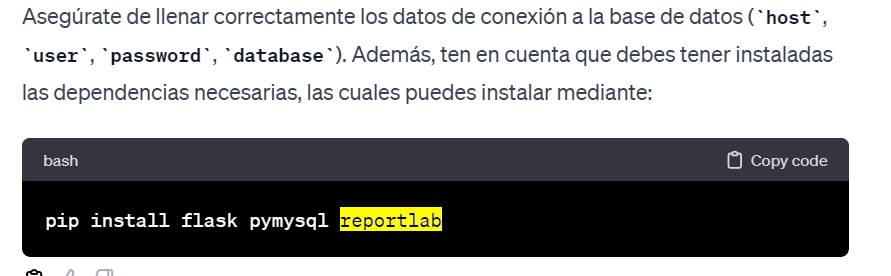 Asegúrate de llenar correctamente los datos de conexión a la base de datos (`host`,
`user`, `password`, `database`). Además, ten en cuenta que debes tener instaladas
las dependencias necesarias, las cuales puedes instalar mediante:
bash
Copy code
pip install flask pymysql reportlab